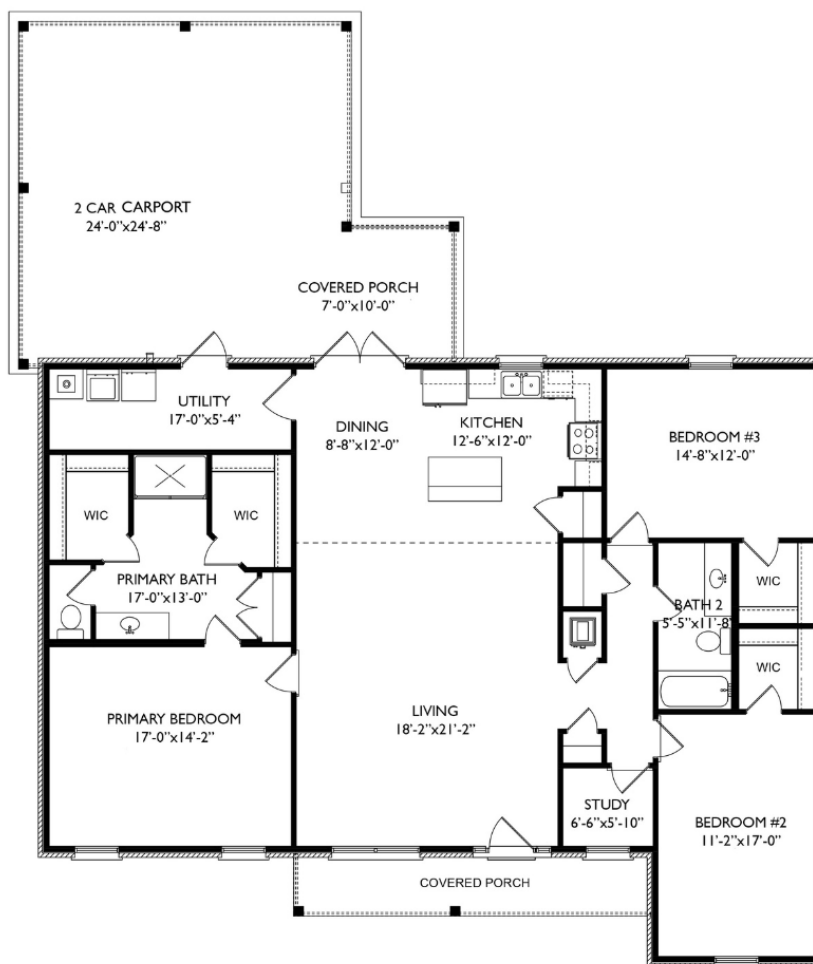 2 CAR CARPORT
24'-0"x24'-8"
COVERED PORCH
7'-0"x10'-0"
UTILITY
17'-0"x5'-4"
DINING
8'-8"x12'-0"
KITCHEN
12'-6"x12'-0"
BEDROOM #3
14'-8"x12'-0"
WIC
WIC
PRIMARY BATH
17'-0"x13'-0"
WIC
BATH 2
5'-5"x11'-8"
WIC
PRIMARY BEDROOM
17'-0"x14'-2"
LIVING
18'-2"x21'-2"
STUDY
6'-6"x5'-10"
BEDROOM #2
11'-2"x17'-0"
COVERED PORCH